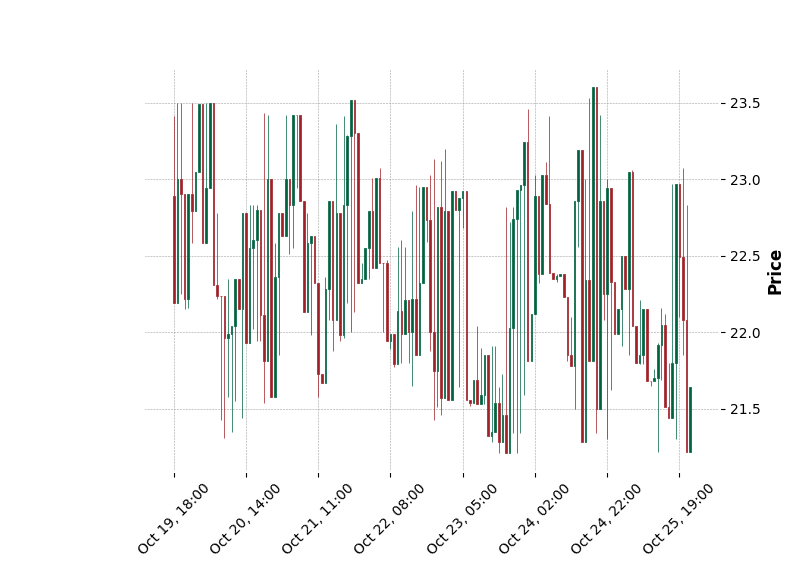 23.5
23.0
22.5
22.0
21.5
Price
Oct 19, 18:00
Oct 20, 14:00
Oct 21, 11:00
Oct 22, 08:00
Oct 23, 05:00
Oct 24, 02:00
Oct 24, 22:00
Oct 25, 19:00